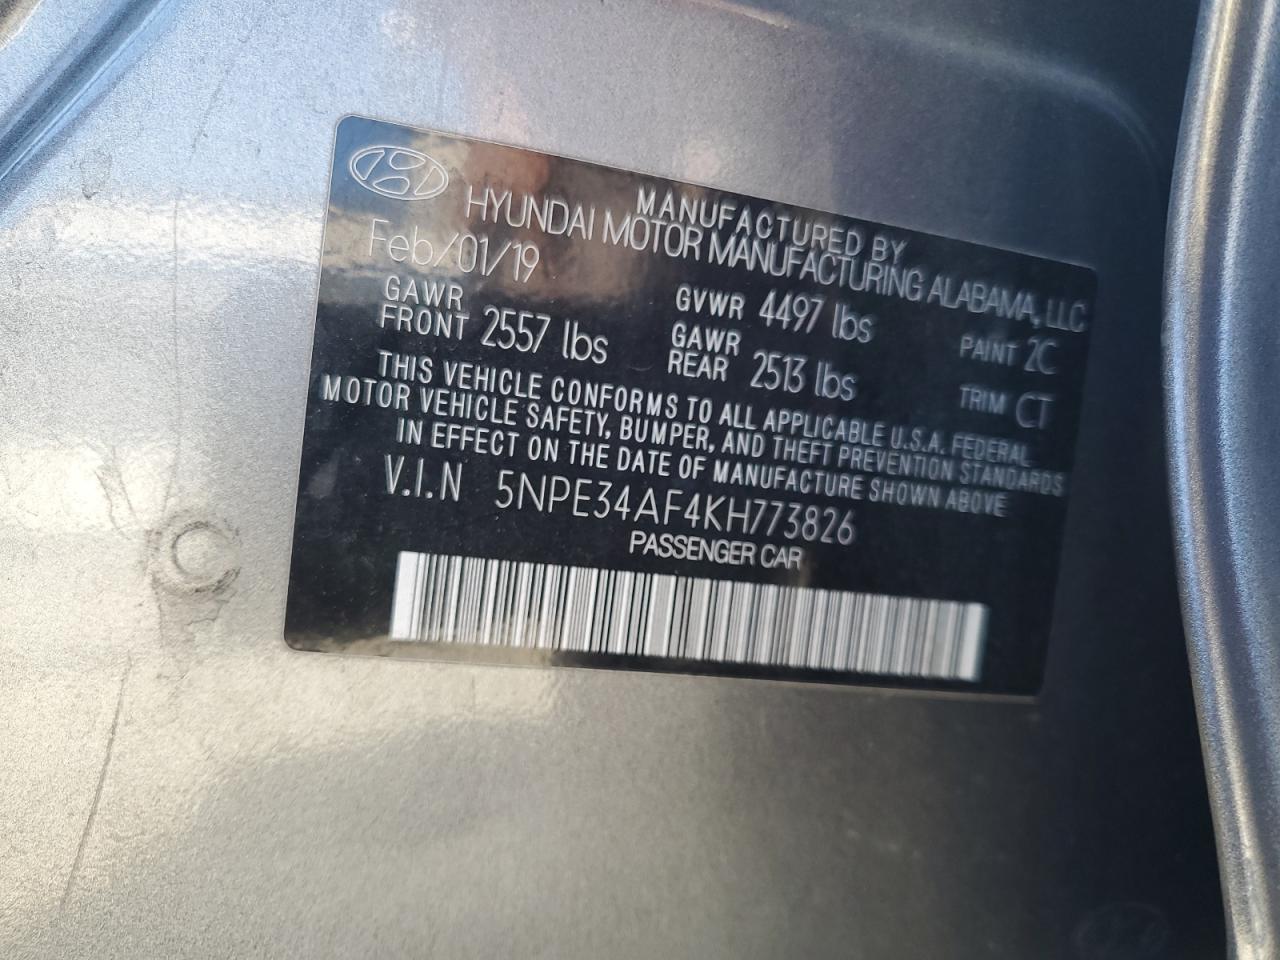 MANUFACTURED BY
HYUNDAI MOTOR MANUFACTURING ALABAMA, LLC
Feb/01/19
GVWR 4497 lbs
PAINT 2C
GAWR FRONT 2557 lbs
GAWR REAR 2513 lbs
TRIM CT
THIS VEHICLE CONFORMS TO ALL APPLICABLE U.S.A. FEDERAL
MOTOR VEHICLE SAFETY, BUMPER, AND THEFT PREVENTION STANDARDS
IN EFFECT ON THE DATE OF MANUFACTURE SHOWN ABOVE
V.I.N 5NPE34AF4KH773826
PASSENGER CAR